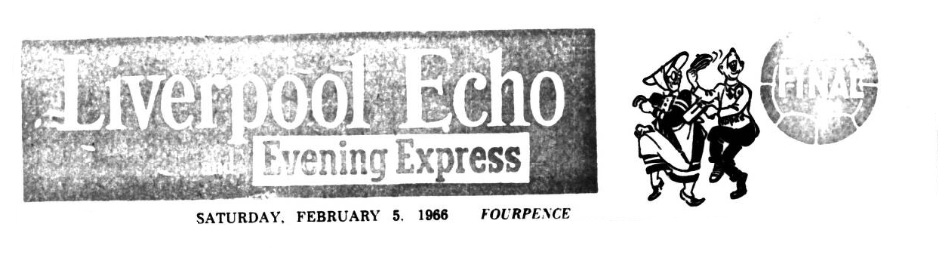 Liverpool Echo
Evening Express
FINAL
SATURDAY, FEBRUARY 5. 1966 FOURPENCE